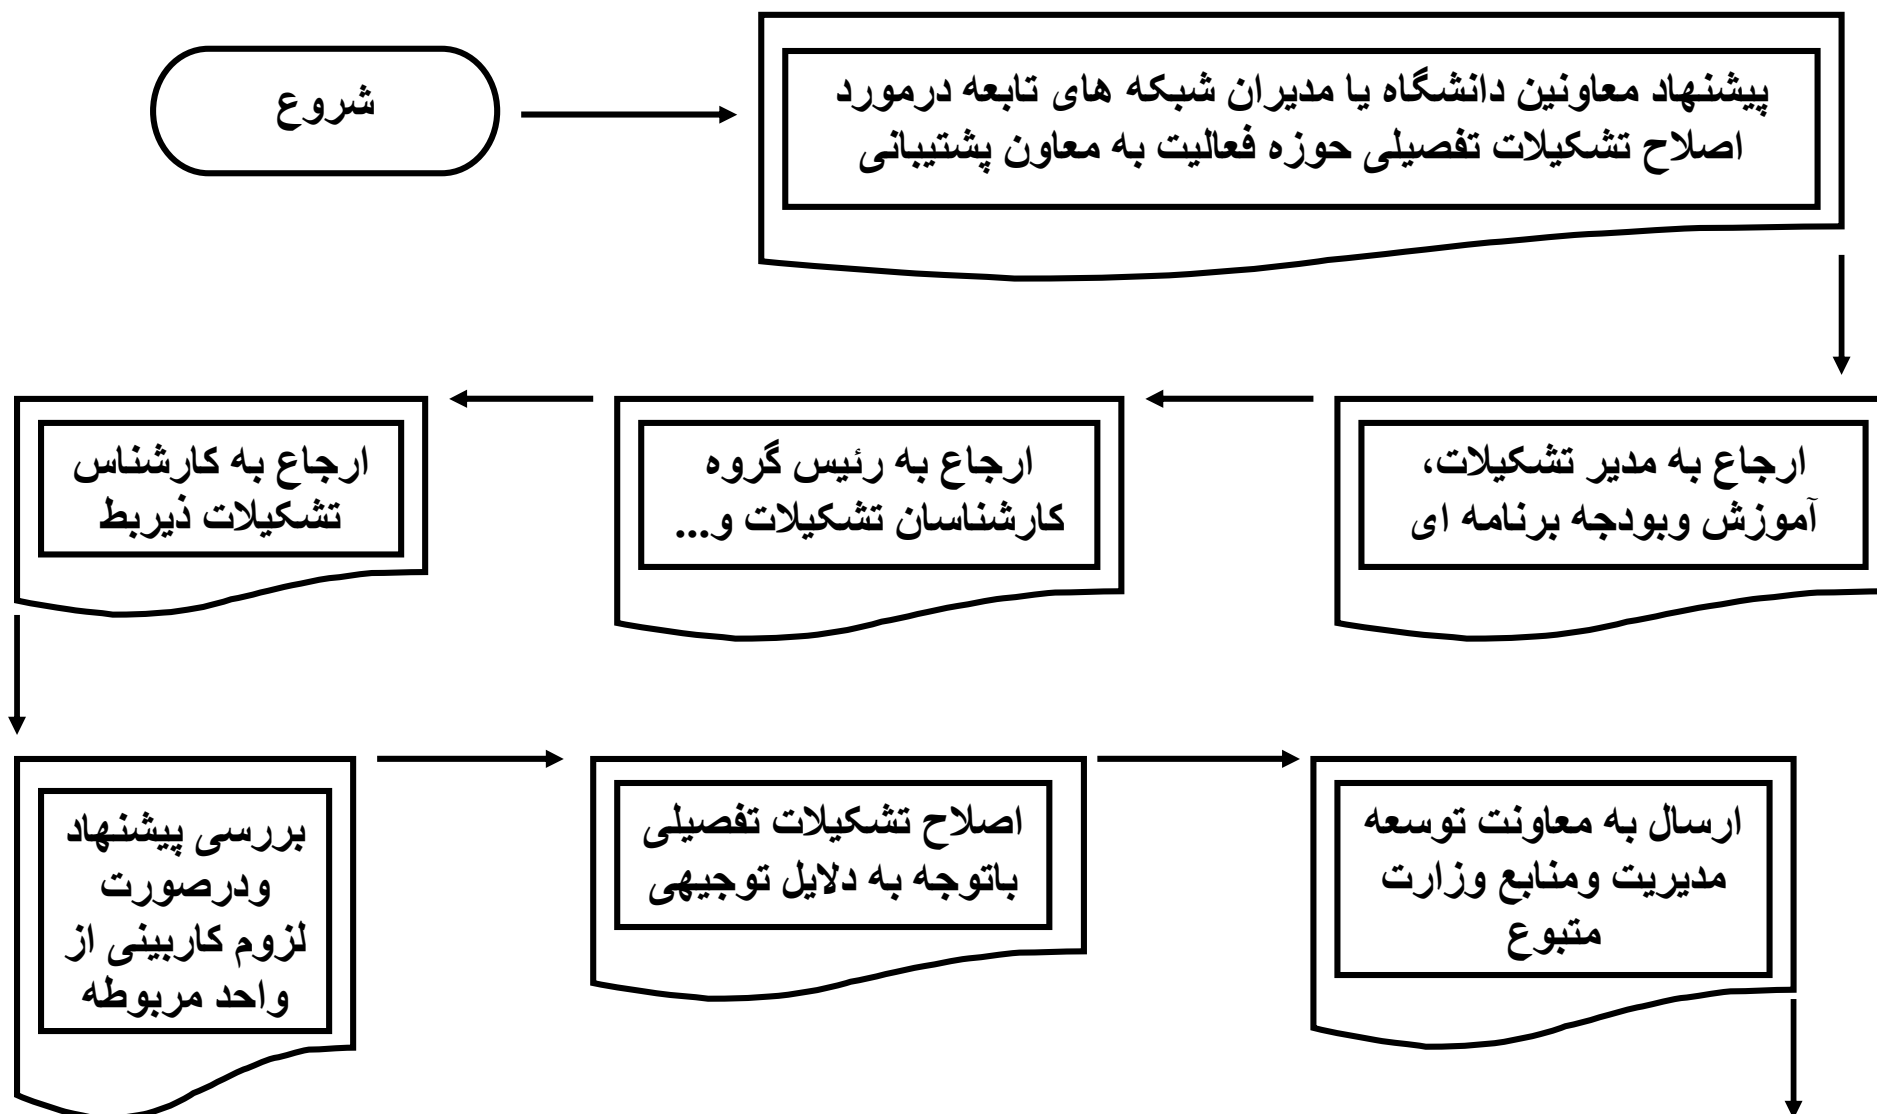 شروع
پیشنهاد معاونین دانشگاه یا مدیران شبکه های تابعه درمورد
اصلاح تشکیلات تفصیلی حوزه فعالیت به معاون پشتیبانی
ارجاع به مدیر تشکیلات،
آموزش وبودجه برنامه ای
ارجاع به رئیس گروه
کارشناسان تشکیلات و...
ارجاع به کارشناس
تشکیلات ذیربط
بررسی پیشنهاد
ودرصورت
لزوم کاربینی از
واحد مربوطه
اصلاح تشکیلات تفصیلی
باتوجه به دلایل توجیهی
ارسال به معاونت توسعه
مدیریت ومنابع وزارت
متبوع